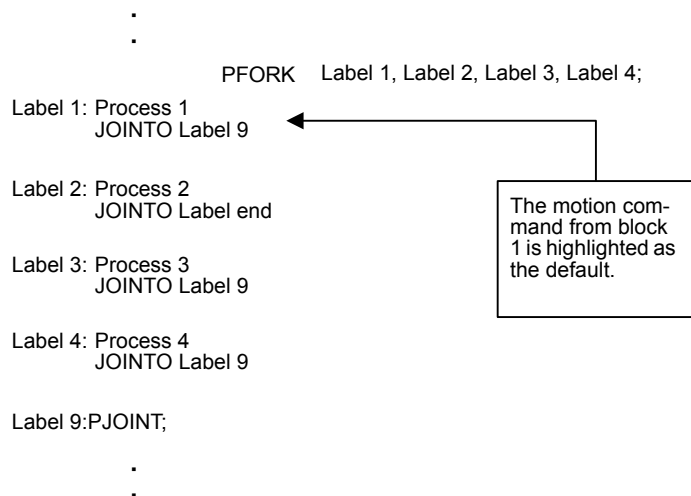 .
.
PFORK Label 1, Label 2, Label 3, Label 4;
Label 1: Process 1
JOINTO Label 9
Label 2: Process 2
JOINTO Label end
Label 3: Process 3
JOINTO Label 9
Label 4: Process 4
JOINTO Label 9
Label 9:PJOINT;
.
.
The motion com-
mand from block
1 is highlighted as
the default.